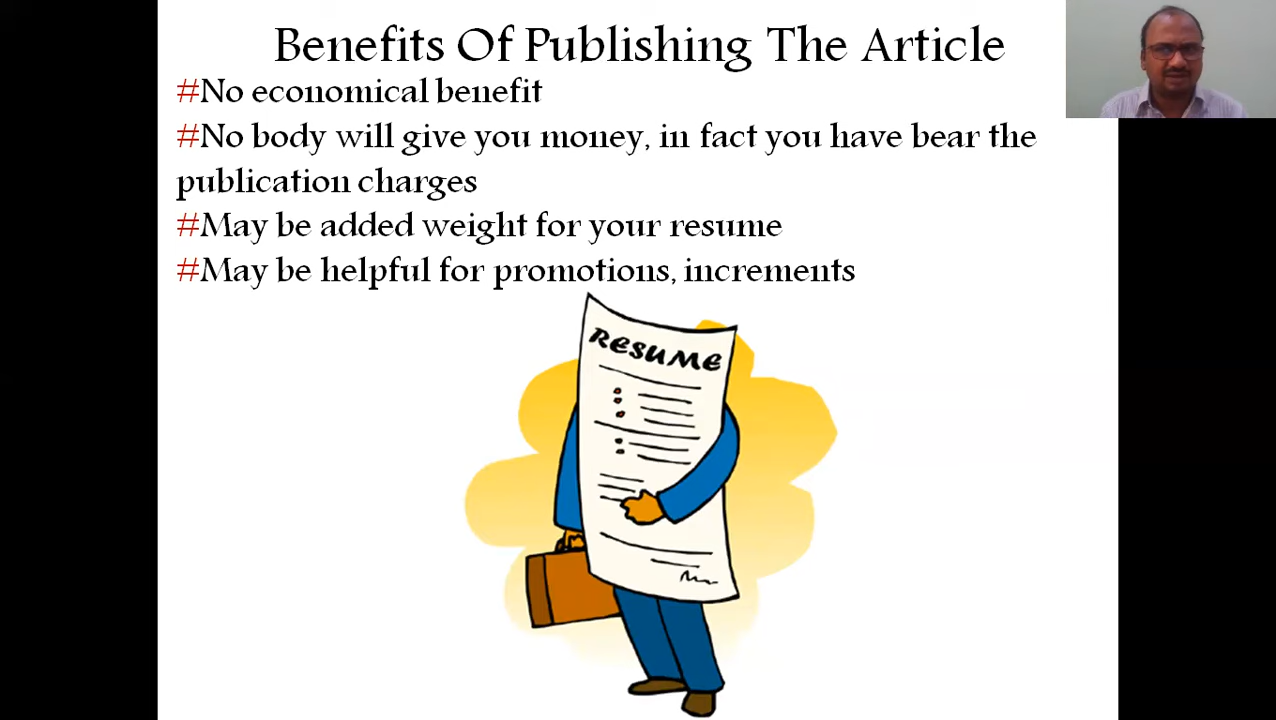 Benefits Of Publishing The Article
#No economical benefit
#No body will give you money, in fact you have bear the
publication charges
#May be added weight for your resume
#May be helpful for promotions, increments
RESUME